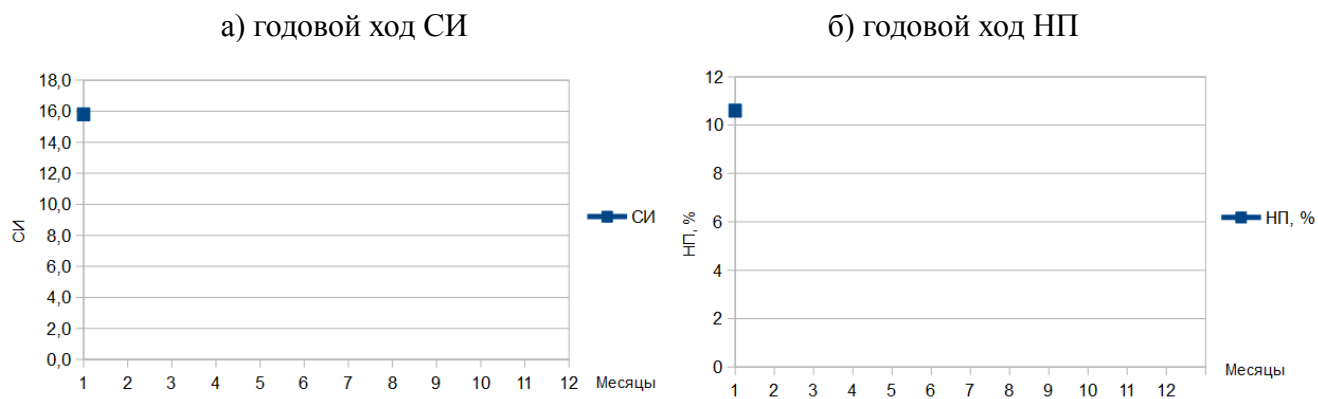 а) годовой ход СИ
18,0
16,0
14,0
12,0
10,0
8,0
6,0
4,0
2,0
0,0
СИ
1 2 3 4 5 6 7 8 9 10 11 12 Месяцы
СИ
б) годовой ход НП
12
10
8
6
4
2
0
НП, %
1 2 3 4 5 6 7 8 9 10 11 12 Месяцы
НП, %